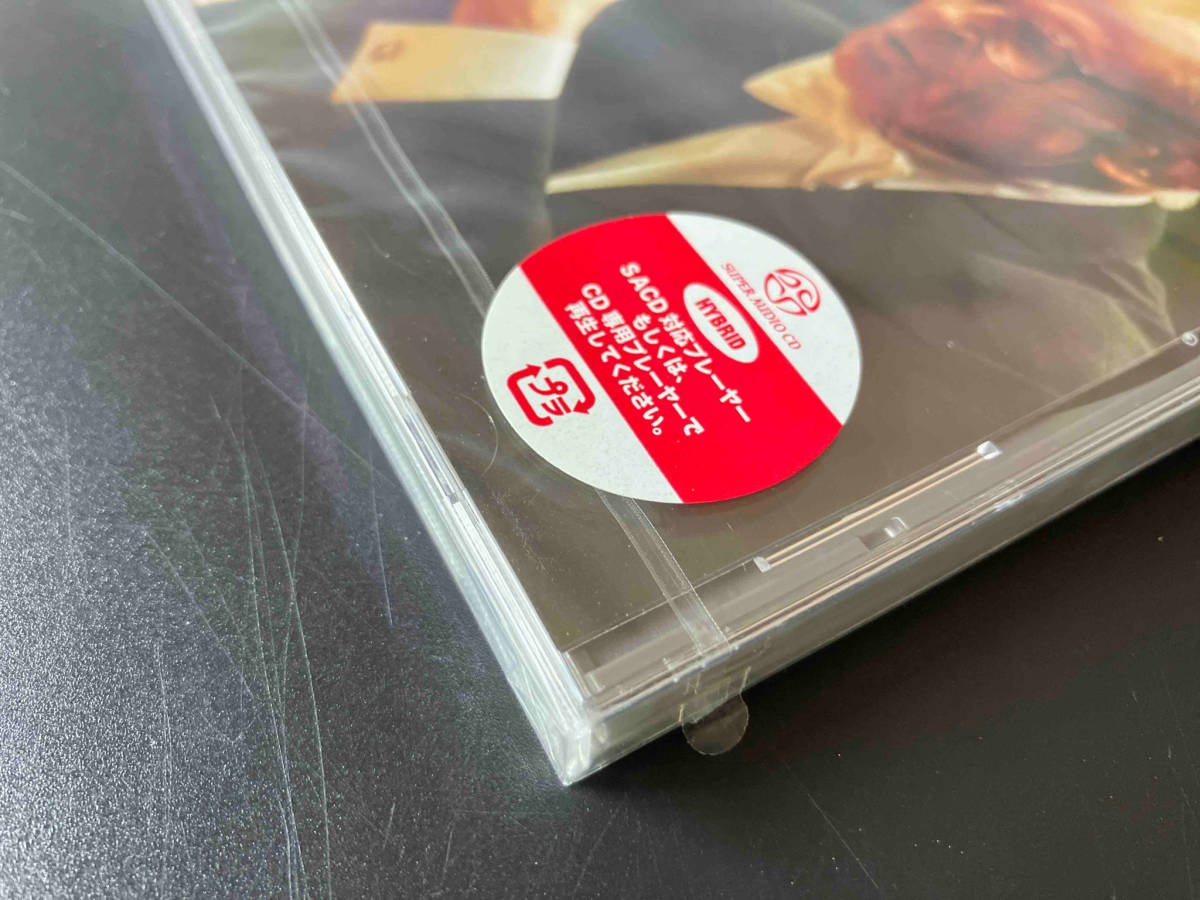 SUPER AUDIO CD
HYBRID
SACD対応プレーヤー
もしくは、
CD専用プレーヤーで
再生してください。
プラ